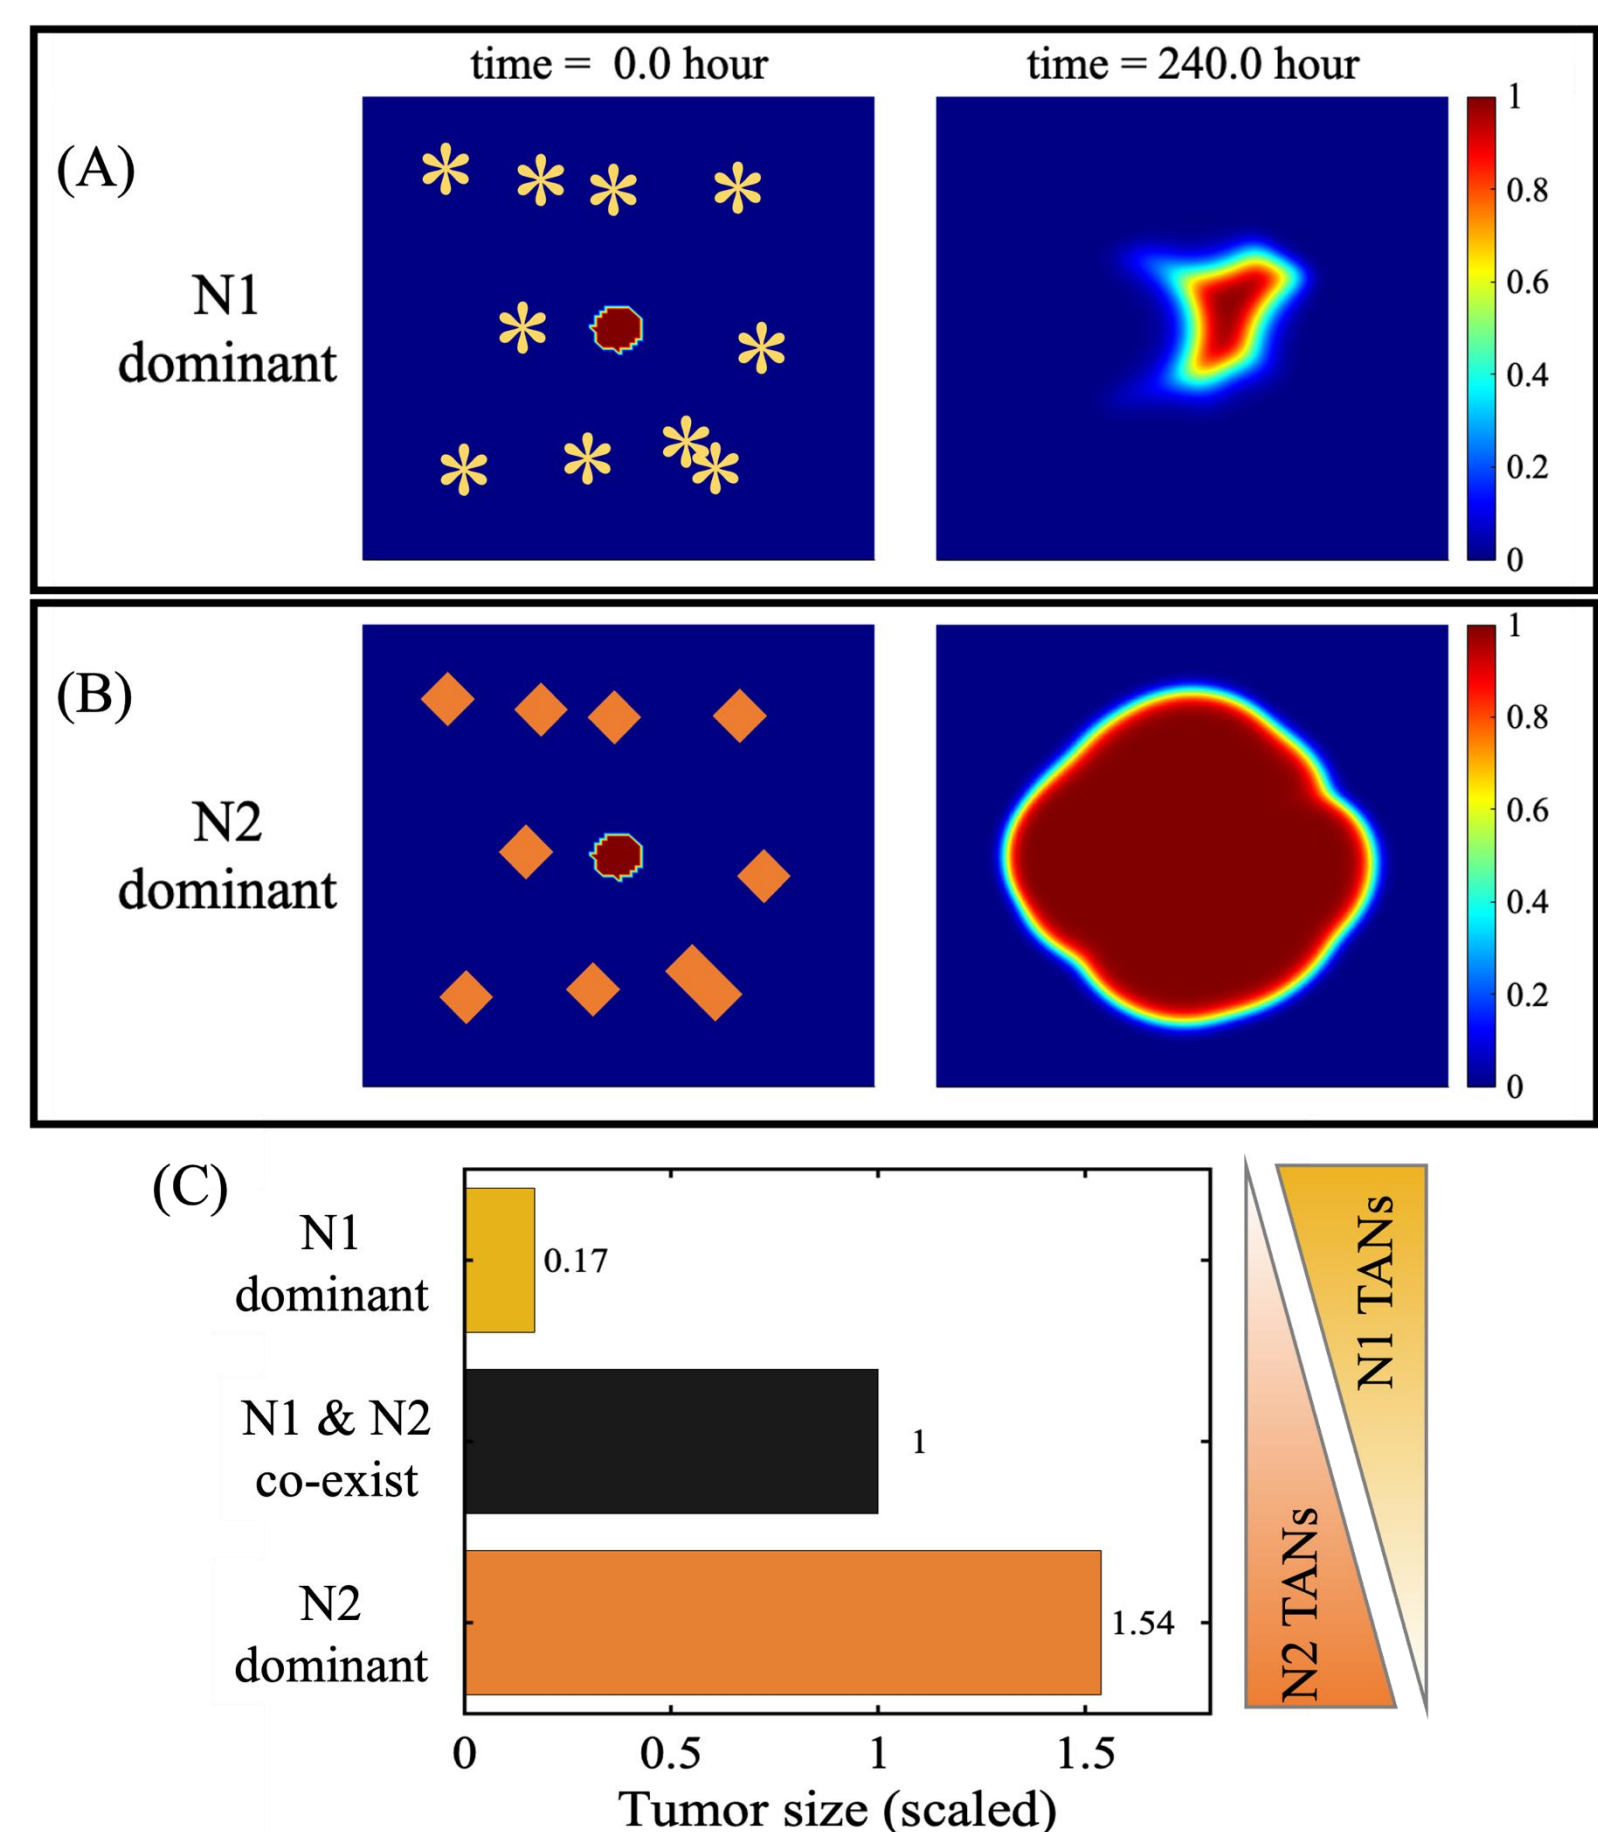 time = 0.0 hour
time = 240.0 hour
(A)
N1
dominant
1
0.8
0.6
0.4
0.2
0
(B)
N2
dominant
1
0.8
0.6
0.4
0.2
0
(C)
N1
dominant
0.17
N1 & N2
co-exist
1
N2
dominant
1.54
0 0.5 1 1.5
Tumor size (scaled)
N2 TANs
N1 TANs